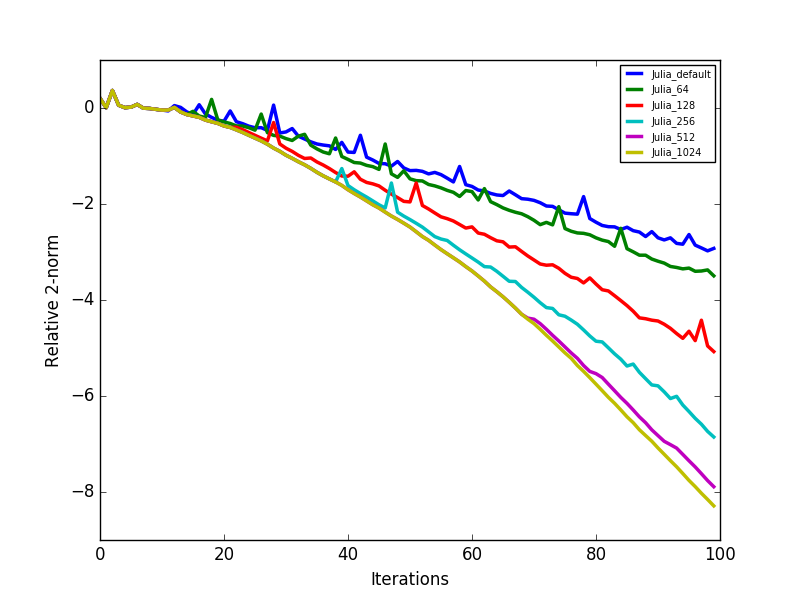 Julia_default
Julia_64
Julia_128
Julia_256
Julia_512
Julia_1024
0
−2
−4
−6
−8
Relative 2-norm
0 20 40 60 80 100
Iterations